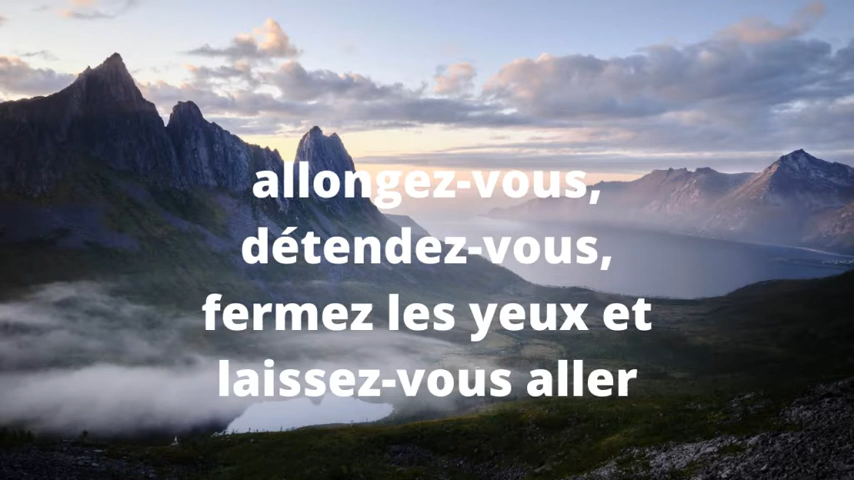 allongez-vous,
détendez-vous,
fermez les yeux et
laissez-vous aller